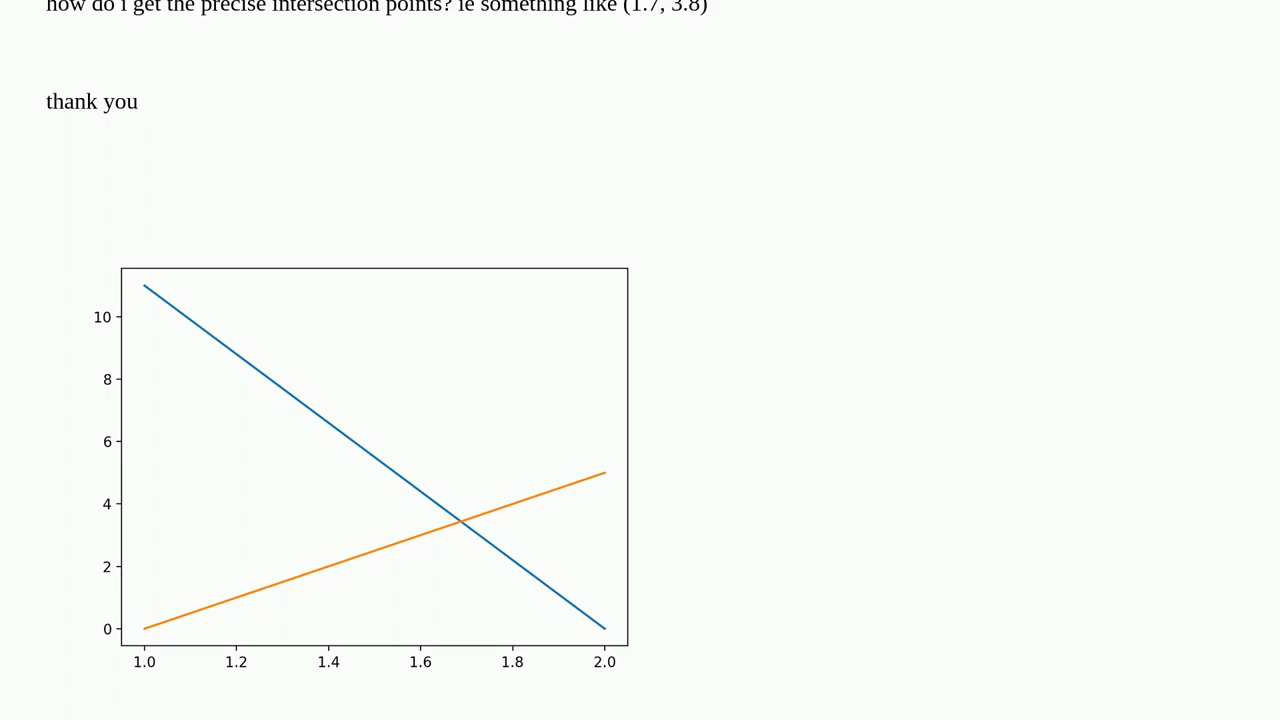 how do i get the precise intersection points? ie something like (1.7, 3.8)
thank you
10
8
6
4
2
0
1.0 1.2 1.4 1.6 1.8 2.0